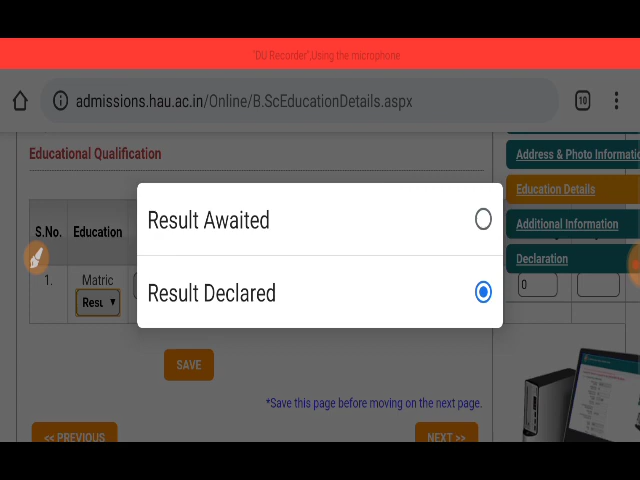 "DU Recorder",Using the microphone
admissions.hau.ac.in/Online/B.ScEducationDetails.aspx
10
Educational Qualification
Address & Photo Informatio
Education Details
Additional Information
Declaration
S.No. Education
1. Matric
Resu
0
Result Awaited
Result Declared
SAVE
*Save this page before moving on the next page.
<< PREVIOUS
NEXT >>